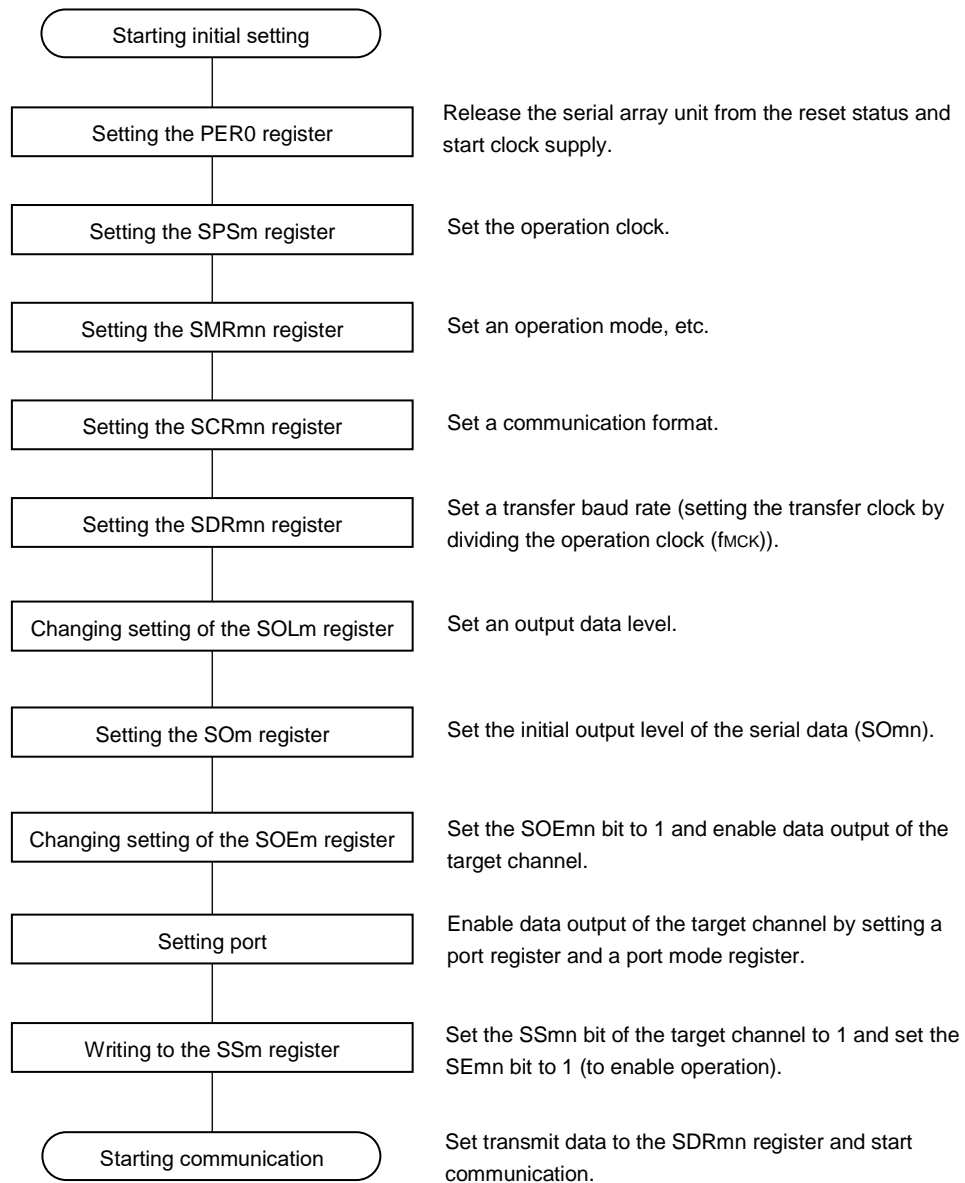 Starting initial setting
Setting the PER0 register
Release the serial array unit from the reset status and
start clock supply.
Setting the SPSm register
Set the operation clock.
Setting the SMRmn register
Set an operation mode, etc.
Setting the SCRmn register
Set a communication format.
Setting the SDRmn register
Set a transfer baud rate (setting the transfer clock by
dividing the operation clock (fMCK)).
Changing setting of the SOLm register
Set an output data level.
Setting the SOm register
Set the initial output level of the serial data (SOmn).
Changing setting of the SOEm register
Set the SOEmn bit to 1 and enable data output of the
target channel.
Setting port
Enable data output of the target channel by setting a
port register and a port mode register.
Writing to the SSm register
Set the SSmn bit of the target channel to 1 and set the
SEmn bit to 1 (to enable operation).
Starting communication
Set transmit data to the SDRmn register and start
communication.